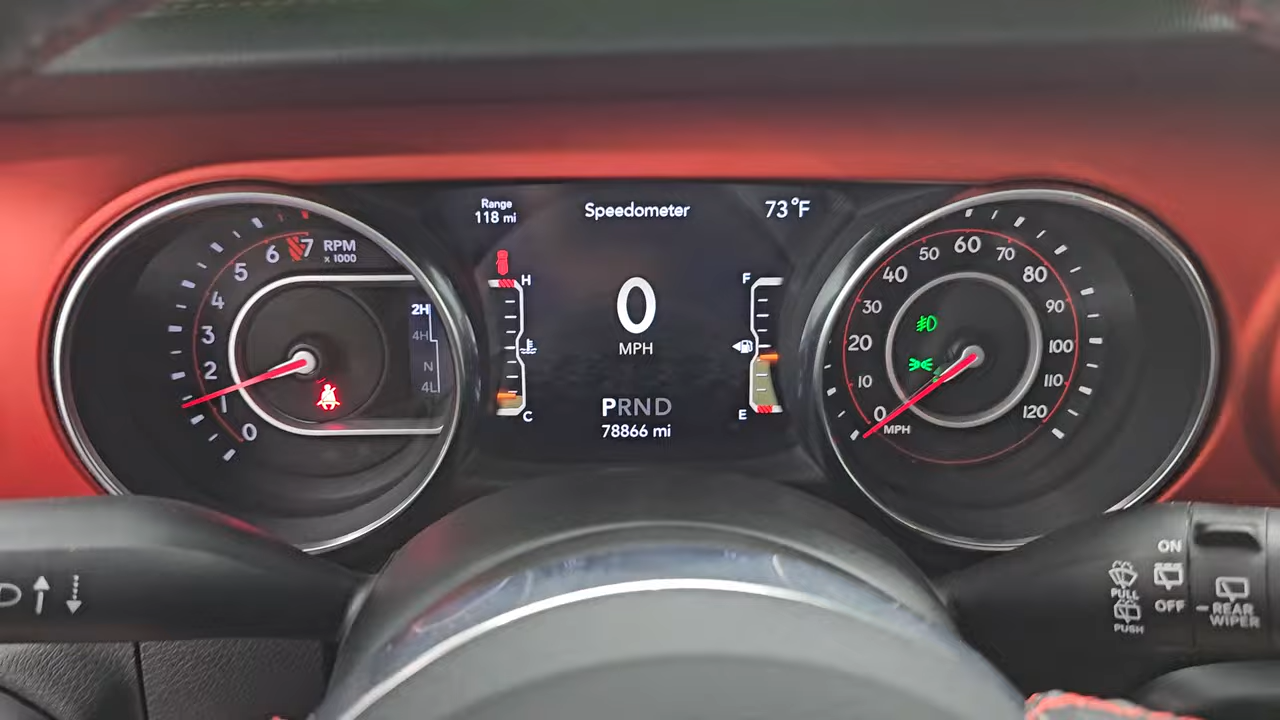 Range
118 mi
Speedometer
73°F
0
1
2
3
4
5
6
7
RPM
x 1000
2H
4H
N
4L
H
C
0
MPH
PRND
78866 mi
F
E
0
10
20
30
40
50
60
70
80
90
100
110
120
MPH
PULL
PUSH
ON
OFF
REAR
WIPER